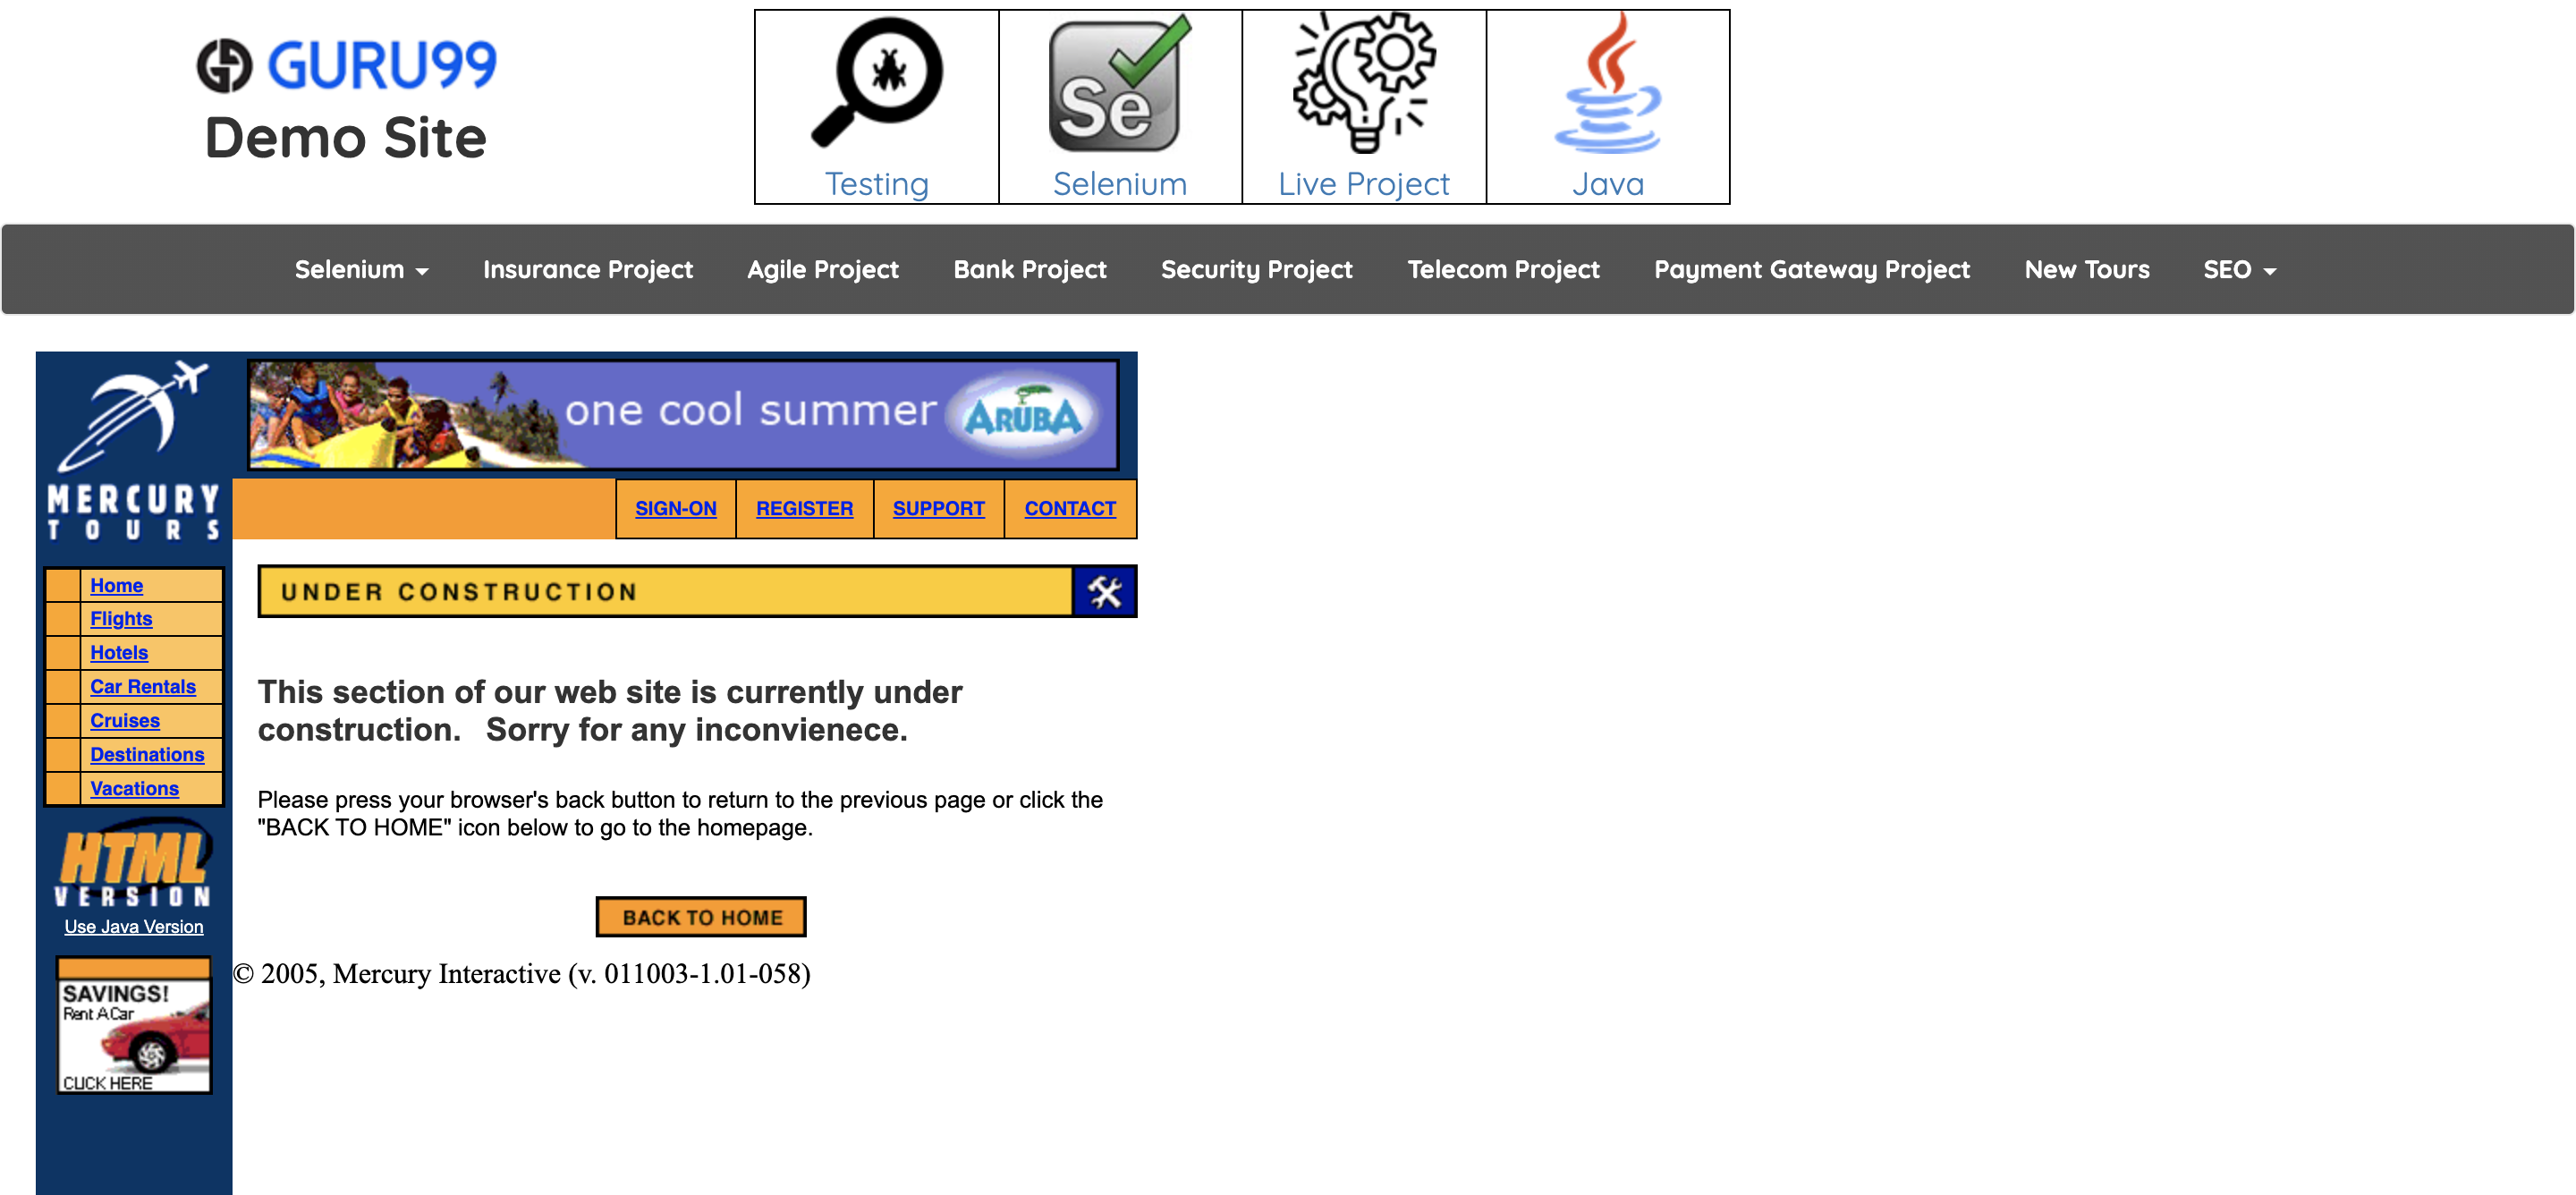 GURU99
Demo Site
Testing
Selenium
Live Project
Java
Selenium
Insurance Project
Agile Project
Bank Project
Security Project
Telecom Project
Payment Gateway Project
New Tours
SEO
MERCURY
TOURS
one cool summer
ARUBA
SIGN-ON
REGISTER
SUPPORT
CONTACT
Home
Flights
Hotels
Car Rentals
Cruises
Destinations
Vacations
HTML
VERSION
Use Java Version
SAVINGS!
Rent A Car
CLICK HERE
UNDER CONSTRUCTION
This section of our web site is currently under
construction. Sorry for any inconvienece.
Please press your browser's back button to return to the previous page or click the
"BACK TO HOME" icon below to go to the homepage.
BACK TO HOME
© 2005, Mercury Interactive (v. 011003-1.01-058)